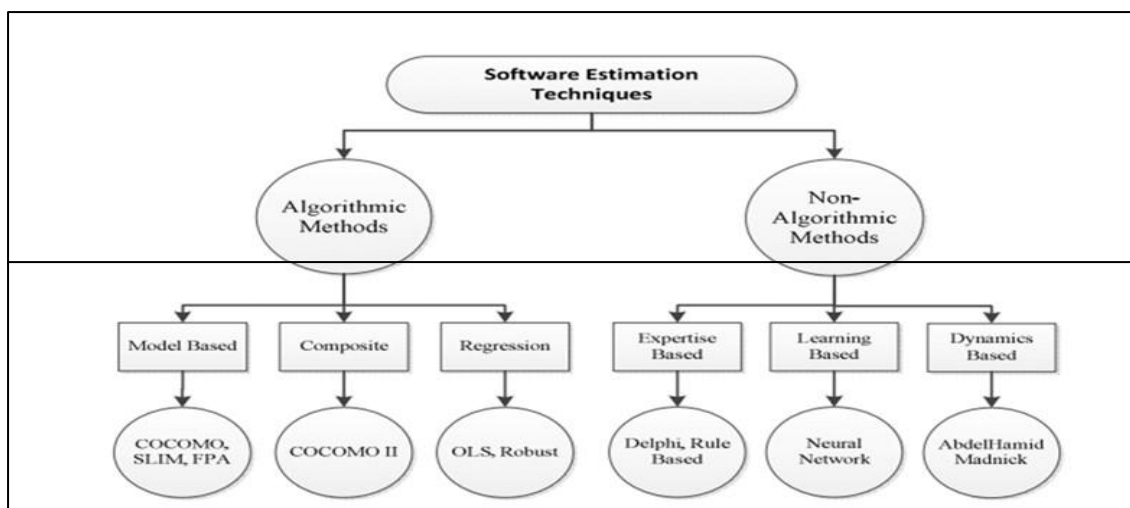 Software Estimation
Techniques
Algorithmic
Methods
Non-
Algorithmic
Methods
Model Based
Composite
Regression
Expertise
Based
Learning
Based
Dynamics
Based
COCOMO,
SLIM, FPA
COCOMO II
OLS, Robust
Delphi, Rule
Based
Neural
Network
AbdelHamid
Madnick